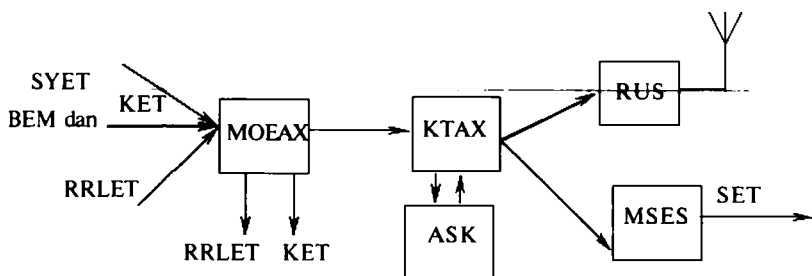 SYET
KET
BEM dan
RRLET
MOEAX
KTAX
RUS
ASK
MSES
SET
RRLET KET